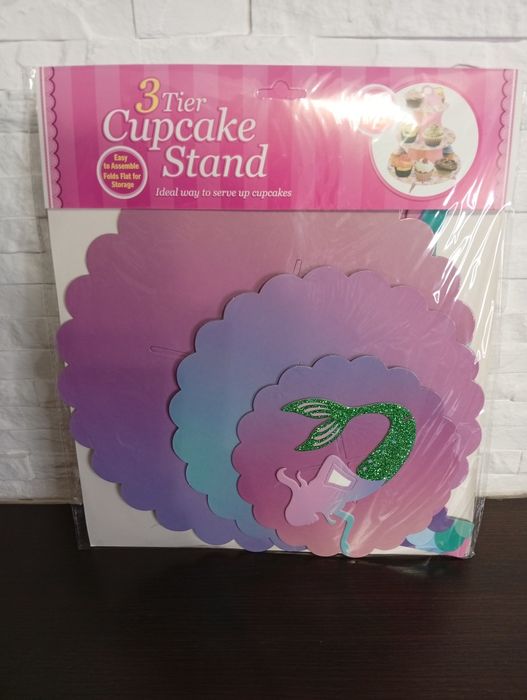 3 Tier
Cupcake
Stand
Easy
to Assemble
Folds Flat for
Storage
Ideal way to serve up cupcakes